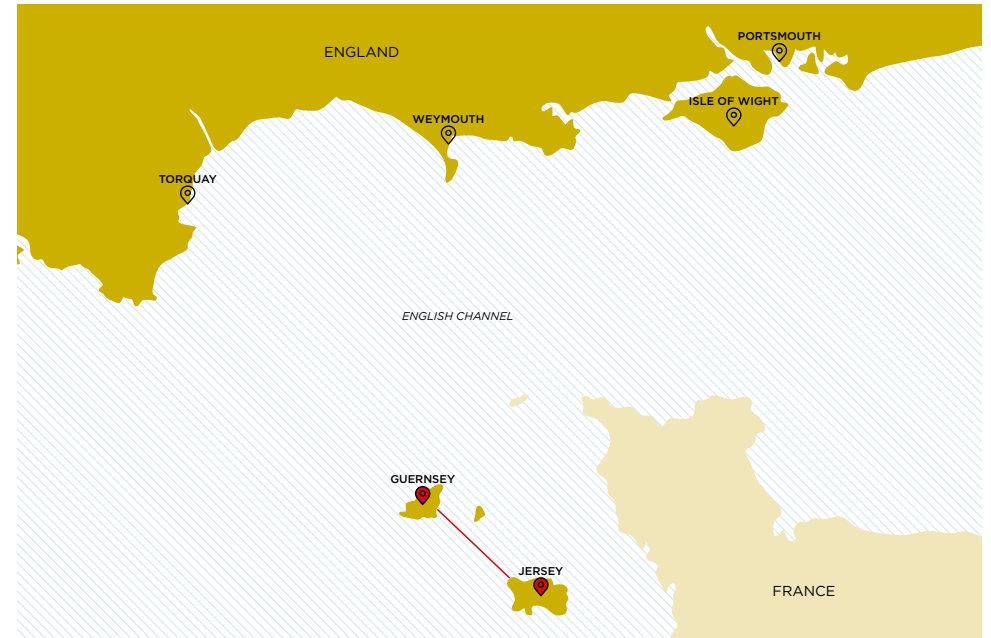 PORTSMOUTH
ENGLAND
ISLE OF WIGHT
WEYMOUTH
TORQUAY
ENGLISH CHANNEL
GUERNSEY
JERSEY
FRANCE